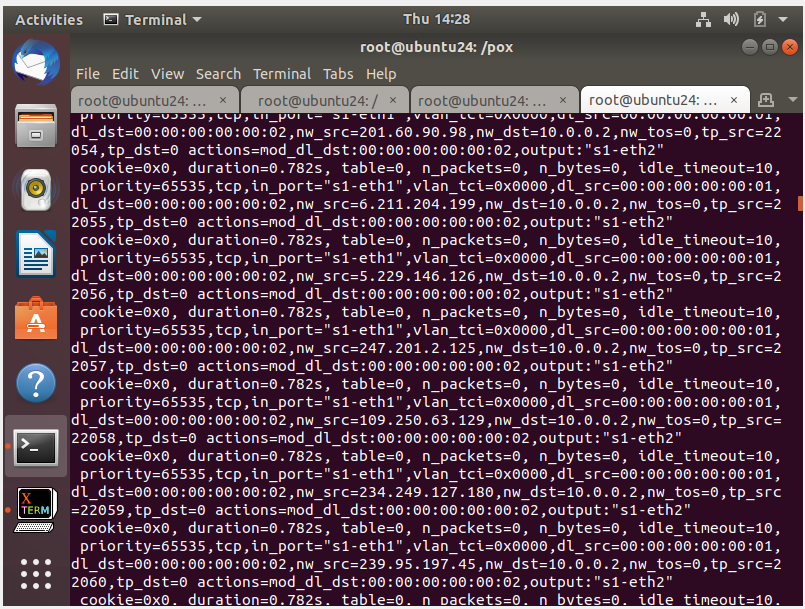 Activities Terminal Thu 14:28
root@ubuntu24: /pox
File Edit View Search Terminal Tabs Help
root@ubuntu24: ... × root@ubuntu24: / × root@ubuntu24: ... × root@ubuntu24: ... ×
priority=65535,tcp,in_port="s1-eth1",vlan_tci=0x0000,dl_src=00:00:00:00:00:01,
dl_dst=00:00:00:00:00:02,nw_src=201.60.90.98,nw_dst=10.0.0.2,nw_tos=0,tp_src=22
054,tp_dst=0 actions=mod_dl_dst:00:00:00:00:00:02,output:"s1-eth2"
cookie=0x0, duration=0.782s, table=0, n_packets=0, n_bytes=0, idle_timeout=10,
priority=65535,tcp,in_port="s1-eth1",vlan_tci=0x0000,dl_src=00:00:00:00:00:01,
dl_dst=00:00:00:00:00:02,nw_src=6.211.204.199,nw_dst=10.0.0.2,nw_tos=0,tp_src=2
2055,tp_dst=0 actions=mod_dl_dst:00:00:00:00:00:02,output:"s1-eth2"
cookie=0x0, duration=0.782s, table=0, n_packets=0, n_bytes=0, idle_timeout=10,
priority=65535,tcp,in_port="s1-eth1",vlan_tci=0x0000,dl_src=00:00:00:00:00:01,
dl_dst=00:00:00:00:00:02,nw_src=5.229.146.126,nw_dst=10.0.0.2,nw_tos=0,tp_src=2
2056,tp_dst=0 actions=mod_dl_dst:00:00:00:00:00:02,output:"s1-eth2"
cookie=0x0, duration=0.782s, table=0, n_packets=0, n_bytes=0, idle_timeout=10,
priority=65535,tcp,in_port="s1-eth1",vlan_tci=0x0000,dl_src=00:00:00:00:00:01,
dl_dst=00:00:00:00:00:02,nw_src=247.201.2.125,nw_dst=10.0.0.2,nw_tos=0,tp_src=2
2057,tp_dst=0 actions=mod_dl_dst:00:00:00:00:00:02,output:"s1-eth2"
cookie=0x0, duration=0.782s, table=0, n_packets=0, n_bytes=0, idle_timeout=10,
priority=65535,tcp,in_port="s1-eth1",vlan_tci=0x0000,dl_src=00:00:00:00:00:01,
dl_dst=00:00:00:00:00:02,nw_src=109.250.63.129,nw_dst=10.0.0.2,nw_tos=0,tp_src=
22058,tp_dst=0 actions=mod_dl_dst:00:00:00:00:00:02,output:"s1-eth2"
cookie=0x0, duration=0.782s, table=0, n_packets=0, n_bytes=0, idle_timeout=10,
priority=65535,tcp,in_port="s1-eth1",vlan_tci=0x0000,dl_src=00:00:00:00:00:01,
dl_dst=00:00:00:00:00:02,nw_src=234.249.127.180,nw_dst=10.0.0.2,nw_tos=0,tp_src
=22059,tp_dst=0 actions=mod_dl_dst:00:00:00:00:00:02,output:"s1-eth2"
cookie=0x0, duration=0.782s, table=0, n_packets=0, n_bytes=0, idle_timeout=10,
priority=65535,tcp,in_port="s1-eth1",vlan_tci=0x0000,dl_src=00:00:00:00:00:01,
dl_dst=00:00:00:00:00:02,nw_src=239.95.197.45,nw_dst=10.0.0.2,nw_tos=0,tp_src=2
2060,tp_dst=0 actions=mod_dl_dst:00:00:00:00:00:02,output:"s1-eth2"
cookie=0x0, duration=0.782s, table=0, n_packets=0, n_bytes=0, idle_timeout=10,
X
TERM